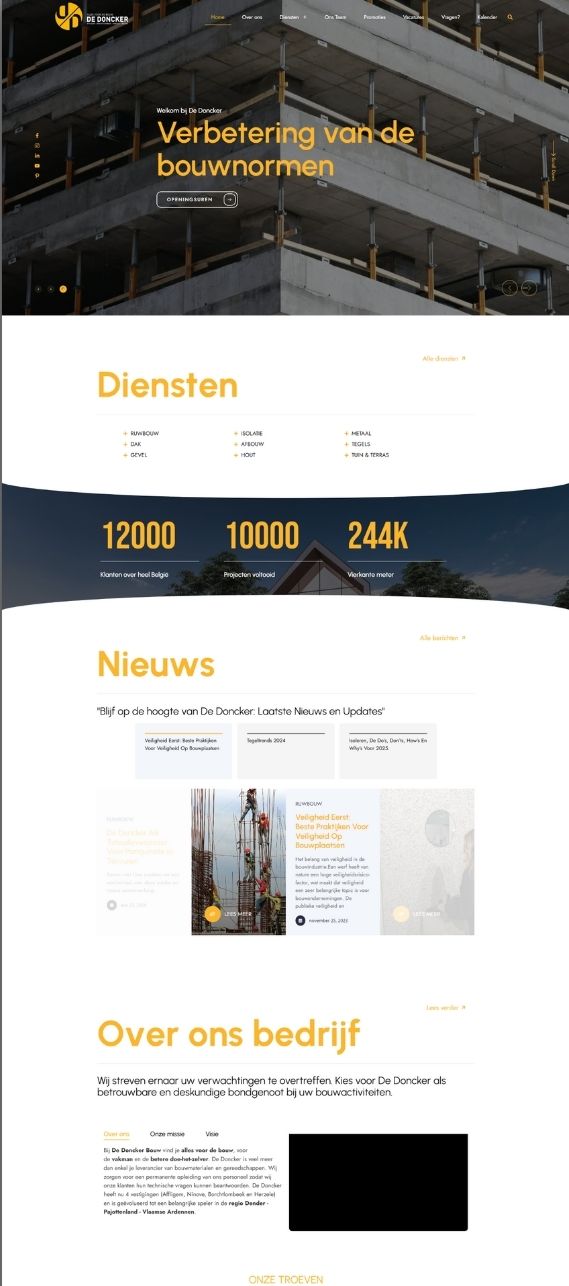 DE DONCKER
Home Over ons Diensten Ons Team Promoties Vacatures Vragen? Kalender
Welkom bij De Doncker
Verbetering van de
bouwnormen
OPENINGSUREN
Scroll Down
Alle diensten
Diensten
RUWBOUW ISOLATIE METAAL
DAK AFBOUW TEGELS
GEVEL HOUT TUIN & TERRAS
12000 10000 244K
Klanten over heel België Projecten voltooid Vierkante meter
Alle berichten
Nieuws
"Blijf op de hoogte van De Doncker: Laatste Nieuws en Updates"
Veiligheid Eerst: Beste Praktijken
Voor Veiligheid Op Bouwplaatsen
Tegeltrends 2024
Isoleren, De Do's, Don'ts, How's En
Why's Voor 2025
De Doncker Als
RUWBOUW
Veiligheid Eerst:
Beste Praktijken Voor
Veiligheid Op
Bouwplaatsen
Het belang van veiligheid in de
bouwindustrie.Een werf heeft van
nature een hoge veiligheidsrisico-
factor, wat maakt dat veiligheid
een zeer belangrijke topic is voor
bouwondernemingen. De
publieke veiligheid en
november 23, 2023
LEES MEER
LEES MEER
Lees verder
Over ons bedrijf
Wij streven ernaar uw verwachtingen te overtreffen. Kies voor De Doncker als
betrouwbare en deskundige bondgenoot bij uw bouwactiviteiten.
Over ons Onze missie Visie
Bij De Doncker Bouw vind je alles voor de bouw, voor
de vakman en de betere doe-het-zelver. De Doncker is veel meer
dan enkel je leverancier van bouwmaterialen en gereedschappen. Wij
zorgen voor een permanente opleiding van ons personeel zodat wij
onze klanten hun technische vragen kunnen beantwoorden. De Doncker
heeft nu 4 vestigingen (Affligem, Ninove, Borchtlombeek en Herzele)
en is geëvolueerd tot een belangrijke speler in de regio Dender -
Pajottenland - Vlaamse Ardennen.
ONZE TROEVEN